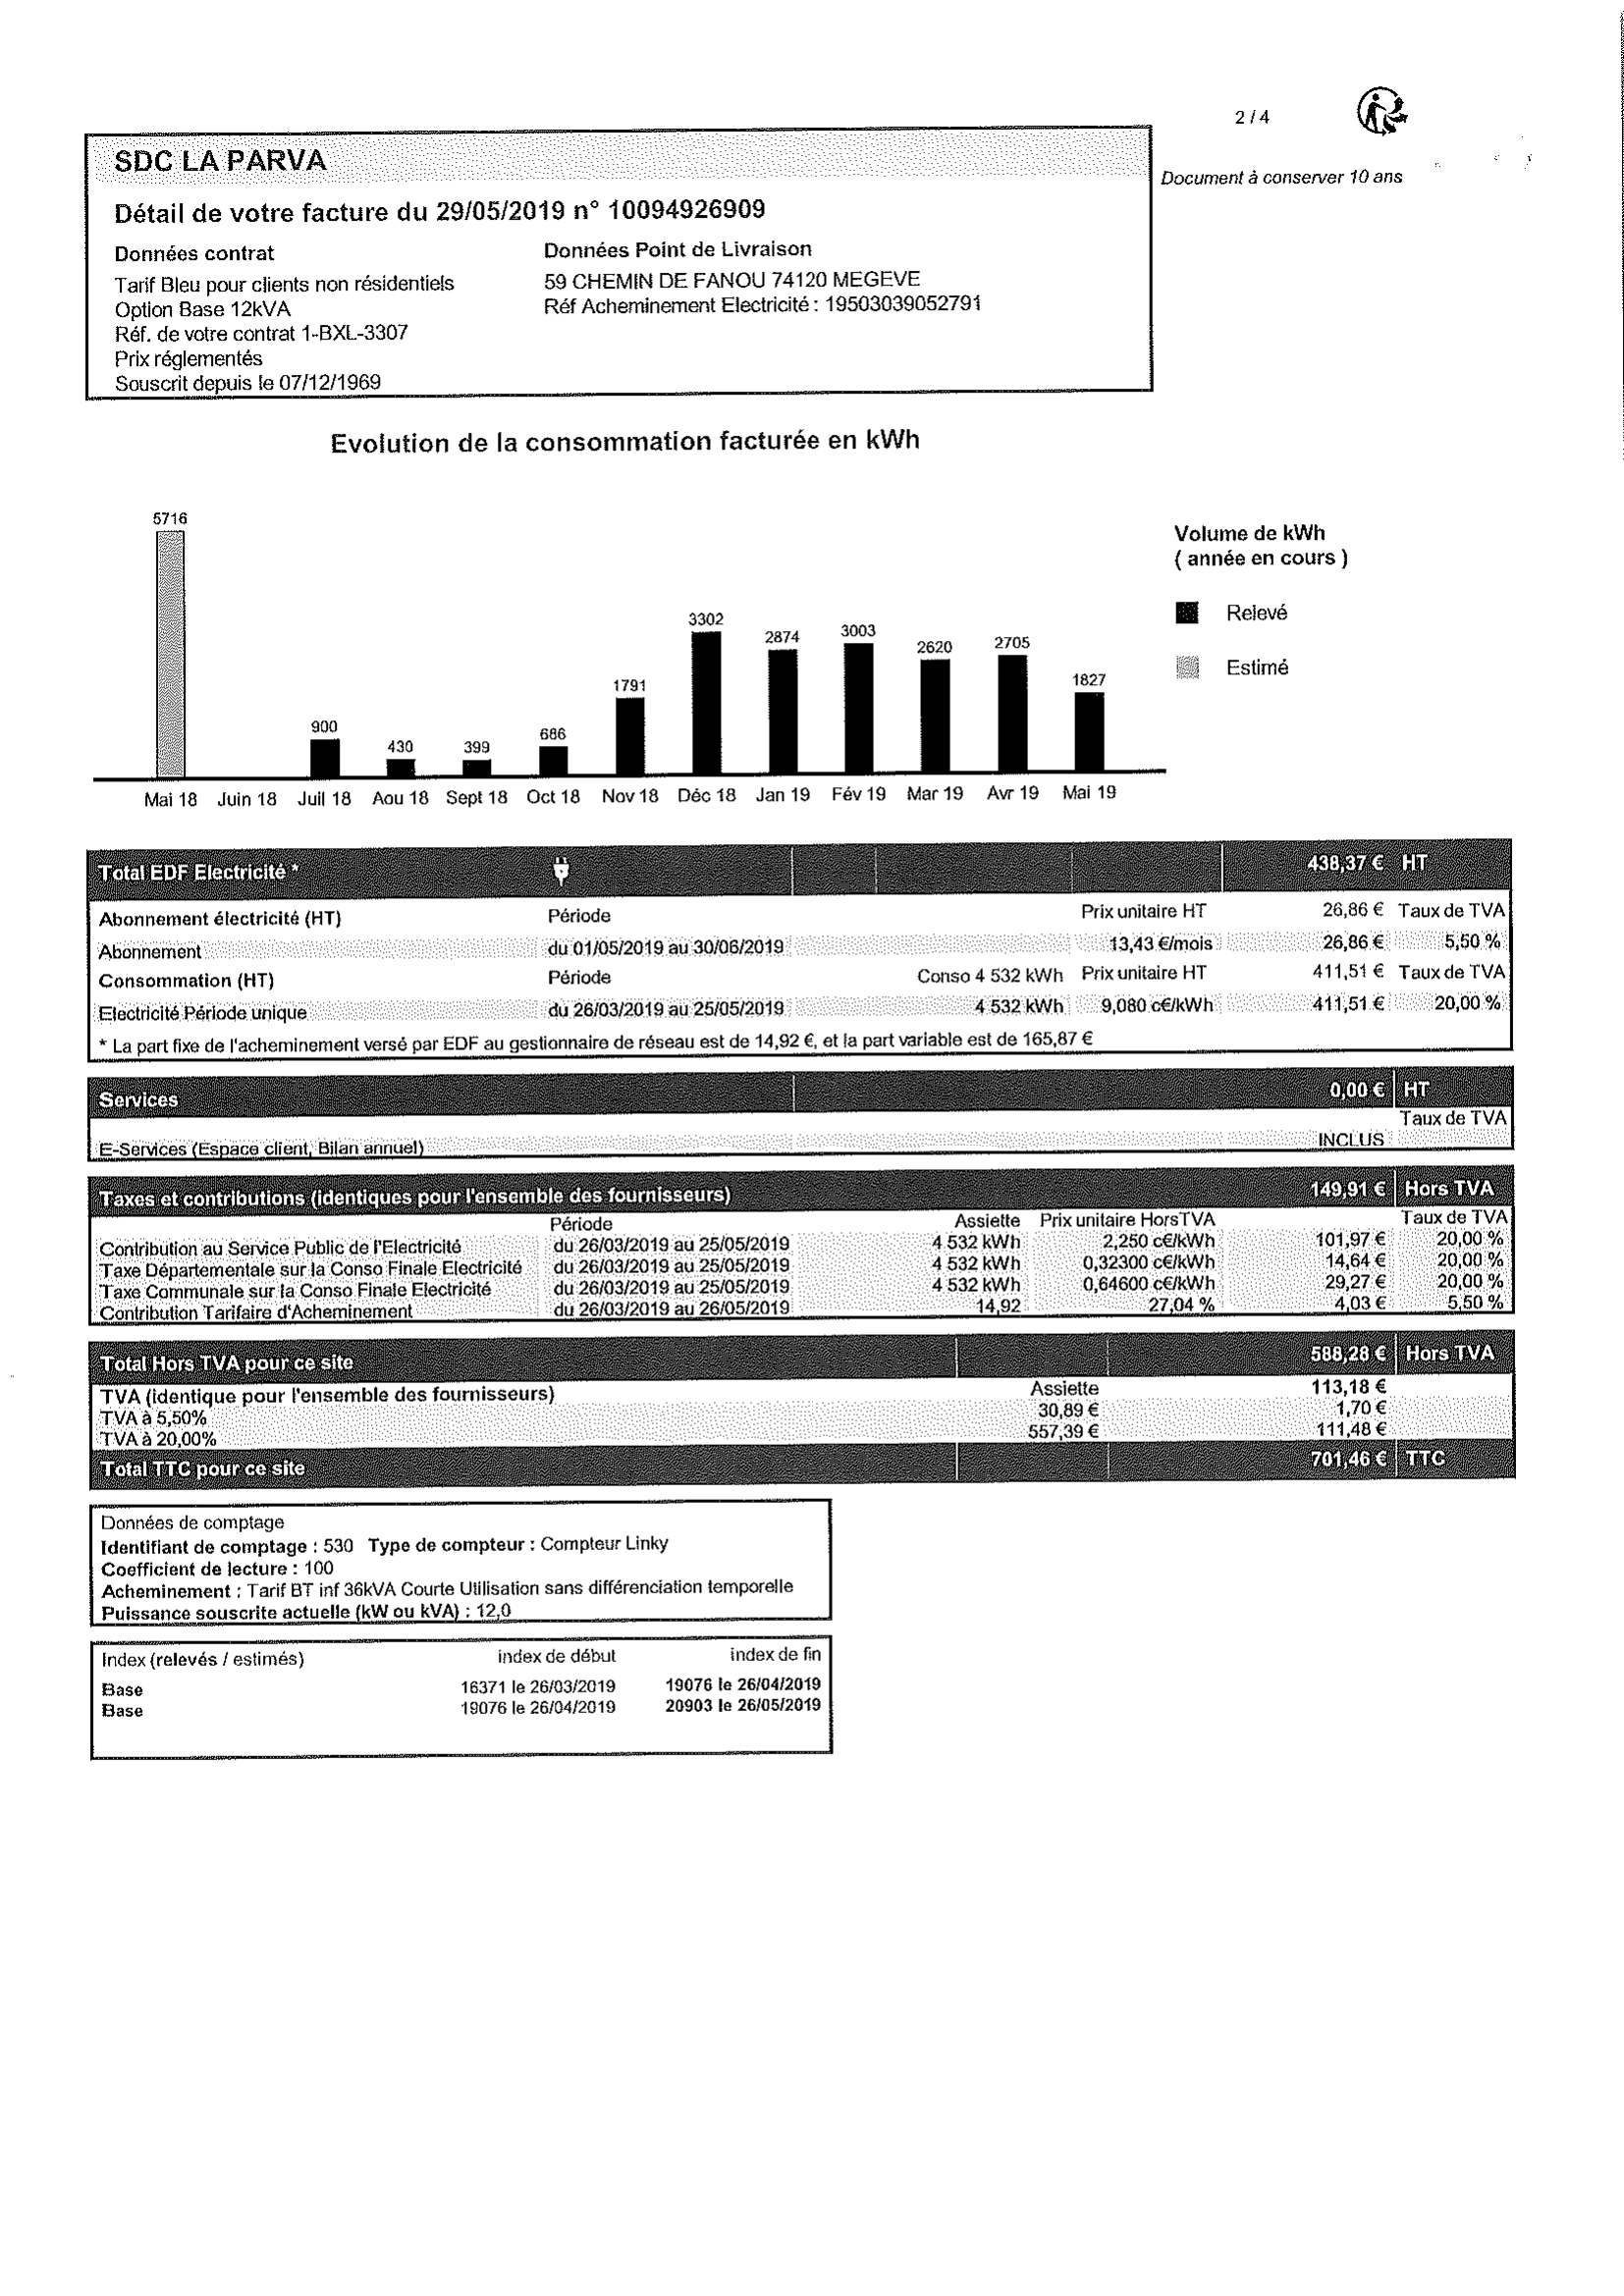 2 / 4
Document à conserver 10 ans
SDC LA PARVA
Détail de votre facture du 29/05/2019 n° 10094926909
Données contrat
Tarif Bleu pour clients non résidentiels
Option Base 12kVA
Réf. de votre contrat 1-BXL-3307
Prix réglementés
Souscrit depuis le 07/12/1969
Données Point de Livraison
59 CHEMIN DE FANOU 74120 MEGEVE
Réf Acheminement Electricité : 19503039052791
Evolution de la consommation facturée en kWh
5716 900 430 399 686 1791 3302 2874 3003 2620 2705 1827
Mai 18 Juin 18 Juil 18 Aou 18 Sept 18 Oct 18 Nov 18 Déc 18 Jan 19 Fév 19 Mar 19 Avr 19 Mai 19
Volume de kWh
( année en cours )
Relevé
Estimé
Total EDF Electricité * 438,37 € HT
Abonnement électricité (HT) Période Prix unitaire HT 26,86 € Taux de TVA
Abonnement du 01/05/2019 au 30/06/2019 13,43 €/mois 26,86 € 5,50 %
Consommation (HT) Période Conso 4 532 kWh Prix unitaire HT 411,51 € Taux de TVA
Electricité Période unique du 26/03/2019 au 25/05/2019 4 532 kWh 9,080 c€/kWh 411,51 € 20,00 %
* La part fixe de l'acheminement versé par EDF au gestionnaire de réseau est de 14,92 €, et la part variable est de 165,87 €
Services 0,00 € HT
Taux de TVA
E-Services (Espace client, Bilan annuel) INCLUS
Taxes et contributions (identiques pour l'ensemble des fournisseurs) 149,91 € Hors TVA
Période Assiette Prix unitaire HorsTVA Taux de TVA
Contribution au Service Public de l'Electricité du 26/03/2019 au 25/05/2019 4 532 kWh 2,250 c€/kWh 101,97 € 20,00 %
Taxe Départementale sur la Conso Finale Electricité du 26/03/2019 au 25/05/2019 4 532 kWh 0,32300 c€/kWh 14,64 € 20,00 %
Taxe Communale sur la Conso Finale Electricité du 26/03/2019 au 25/05/2019 4 532 kWh 0,64600 c€/kWh 29,27 € 20,00 %
Contribution Tarifaire d'Acheminement du 26/03/2019 au 26/05/2019 14,92 27,04 % 4,03 € 5,50 %
Total Hors TVA pour ce site 588,28 € Hors TVA
TVA (identique pour l'ensemble des fournisseurs) Assiette 113,18 €
TVA à 5,50% 30,89 € 1,70 €
TVA à 20,00% 557,39 € 111,48 €
Total TTC pour ce site 701,46 € TTC
Données de comptage
Identifiant de comptage : 530 Type de compteur : Compteur Linky
Coefficient de lecture : 100
Acheminement : Tarif BT inf 36kVA Courte Utilisation sans différenciation temporelle
Puissance souscrite actuelle (kW ou kVA) : 12,0
Index (relevés / estimés) index de début index de fin
Base 16371 le 26/03/2019 19076 le 26/04/2019
Base 19076 le 26/04/2019 20903 le 26/05/2019